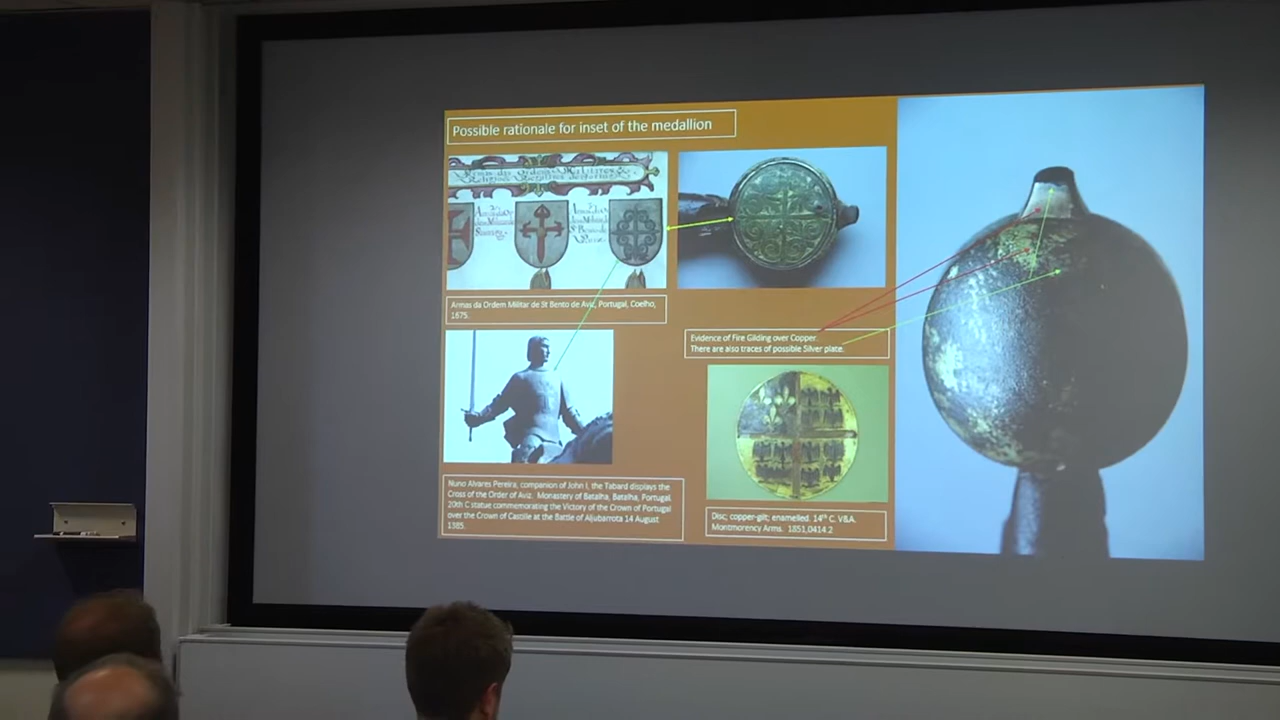 Possible rationale for inset of the medallion
Armas da Ordem Militar de St Bento de Aviz, Portugal, Coelho,
1675.
Evidence of Fire Gilding over Copper.
There are also traces of possible Silver plate.
Nuno Alvares Pereira, companion of John I, the Tabard displays the
Cross of the Order of Aviz. Monastery of Batalha, Batalha, Portugal.
20th C statue commemorating the Victory of the Crown of Portugal
over the Crown of Castille at the Battle of Aljubarrota 14 August
1385.
Disc; copper-gilt; enamelled. 14th C. V&A.
Montmorency Arms. 1851,0414.2